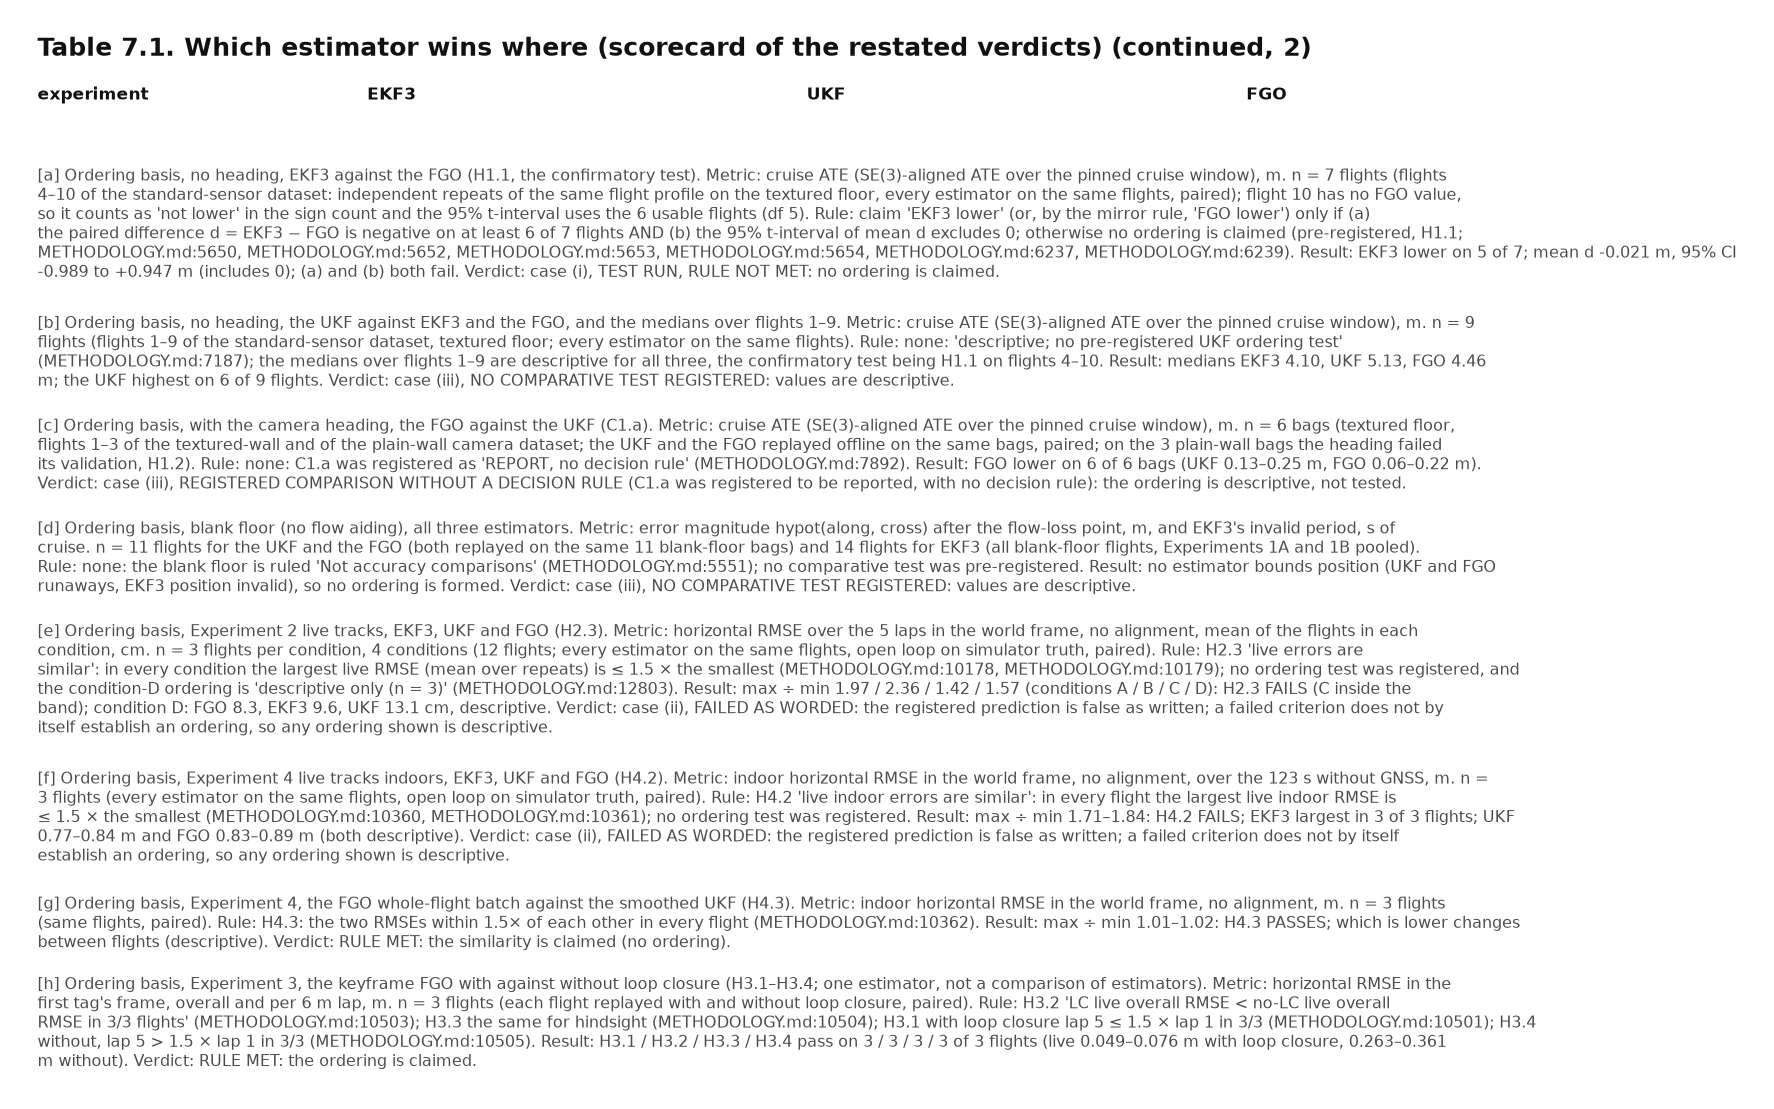 Table 7.1. Which estimator wins where (scorecard of the restated verdicts) (continued, 2)
experiment EKF3 UKF FGO
[a] Ordering basis, no heading, EKF3 against the FGO (H1.1, the confirmatory test). Metric: cruise ATE (SE(3)-aligned ATE over the pinned cruise window), m. n = 7 flights (flights
4–10 of the standard-sensor dataset: independent repeats of the same flight profile on the textured floor, every estimator on the same flights, paired); flight 10 has no FGO value,
so it counts as 'not lower' in the sign count and the 95% t-interval uses the 6 usable flights (df 5). Rule: claim 'EKF3 lower' (or, by the mirror rule, 'FGO lower') only if (a)
the paired difference d = EKF3 − FGO is negative on at least 6 of 7 flights AND (b) the 95% t-interval of mean d excludes 0; otherwise no ordering is claimed (pre-registered, H1.1;
METHODOLOGY.md:5650, METHODOLOGY.md:5652, METHODOLOGY.md:5653, METHODOLOGY.md:5654, METHODOLOGY.md:6237, METHODOLOGY.md:6239). Result: EKF3 lower on 5 of 7; mean d -0.021 m, 95% CI
-0.989 to +0.947 m (includes 0); (a) and (b) both fail. Verdict: case (i), TEST RUN, RULE NOT MET: no ordering is claimed.
[b] Ordering basis, no heading, the UKF against EKF3 and the FGO, and the medians over flights 1–9. Metric: cruise ATE (SE(3)-aligned ATE over the pinned cruise window), m. n = 9
flights (flights 1–9 of the standard-sensor dataset, textured floor; every estimator on the same flights). Rule: none: 'descriptive; no pre-registered UKF ordering test'
(METHODOLOGY.md:7187); the medians over flights 1–9 are descriptive for all three, the confirmatory test being H1.1 on flights 4–10. Result: medians EKF3 4.10, UKF 5.13, FGO 4.46
m; the UKF highest on 6 of 9 flights. Verdict: case (iii), NO COMPARATIVE TEST REGISTERED: values are descriptive.
[c] Ordering basis, with the camera heading, the FGO against the UKF (C1.a). Metric: cruise ATE (SE(3)-aligned ATE over the pinned cruise window), m. n = 6 bags (textured floor,
flights 1–3 of the textured-wall and of the plain-wall camera dataset; the UKF and the FGO replayed offline on the same bags, paired; on the 3 plain-wall bags the heading failed
its validation, H1.2). Rule: none: C1.a was registered as 'REPORT, no decision rule' (METHODOLOGY.md:7892). Result: FGO lower on 6 of 6 bags (UKF 0.13–0.25 m, FGO 0.06–0.22 m).
Verdict: case (iii), REGISTERED COMPARISON WITHOUT A DECISION RULE (C1.a was registered to be reported, with no decision rule): the ordering is descriptive, not tested.
[d] Ordering basis, blank floor (no flow aiding), all three estimators. Metric: error magnitude hypot(along, cross) after the flow-loss point, m, and EKF3's invalid period, s of
cruise. n = 11 flights for the UKF and the FGO (both replayed on the same 11 blank-floor bags) and 14 flights for EKF3 (all blank-floor flights, Experiments 1A and 1B pooled).
Rule: none: the blank floor is ruled 'Not accuracy comparisons' (METHODOLOGY.md:5551); no comparative test was pre-registered. Result: no estimator bounds position (UKF and FGO
runaways, EKF3 position invalid), so no ordering is formed. Verdict: case (iii), NO COMPARATIVE TEST REGISTERED: values are descriptive.
[e] Ordering basis, Experiment 2 live tracks, EKF3, UKF and FGO (H2.3). Metric: horizontal RMSE over the 5 laps in the world frame, no alignment, mean of the flights in each
condition, cm. n = 3 flights per condition, 4 conditions (12 flights; every estimator on the same flights, open loop on simulator truth, paired). Rule: H2.3 'live errors are
similar': in every condition the largest live RMSE (mean over repeats) is ≤ 1.5 × the smallest (METHODOLOGY.md:10178, METHODOLOGY.md:10179); no ordering test was registered, and
the condition-D ordering is 'descriptive only (n = 3)' (METHODOLOGY.md:12803). Result: max ÷ min 1.97 / 2.36 / 1.42 / 1.57 (conditions A / B / C / D): H2.3 FAILS (C inside the
band); condition D: FGO 8.3, EKF3 9.6, UKF 13.1 cm, descriptive. Verdict: case (ii), FAILED AS WORDED: the registered prediction is false as written; a failed criterion does not by
itself establish an ordering, so any ordering shown is descriptive.
[f] Ordering basis, Experiment 4 live tracks indoors, EKF3, UKF and FGO (H4.2). Metric: indoor horizontal RMSE in the world frame, no alignment, over the 123 s without GNSS, m. n =
3 flights (every estimator on the same flights, open loop on simulator truth, paired). Rule: H4.2 'live indoor errors are similar': in every flight the largest live indoor RMSE is
≤ 1.5 × the smallest (METHODOLOGY.md:10360, METHODOLOGY.md:10361); no ordering test was registered. Result: max ÷ min 1.71–1.84: H4.2 FAILS; EKF3 largest in 3 of 3 flights; UKF
0.77–0.84 m and FGO 0.83–0.89 m (both descriptive). Verdict: case (ii), FAILED AS WORDED: the registered prediction is false as written; a failed criterion does not by itself
establish an ordering, so any ordering shown is descriptive.
[g] Ordering basis, Experiment 4, the FGO whole-flight batch against the smoothed UKF (H4.3). Metric: indoor horizontal RMSE in the world frame, no alignment, m. n = 3 flights
(same flights, paired). Rule: H4.3: the two RMSEs within 1.5× of each other in every flight (METHODOLOGY.md:10362). Result: max ÷ min 1.01–1.02: H4.3 PASSES; which is lower changes
between flights (descriptive). Verdict: RULE MET: the similarity is claimed (no ordering).
[h] Ordering basis, Experiment 3, the keyframe FGO with against without loop closure (H3.1–H3.4; one estimator, not a comparison of estimators). Metric: horizontal RMSE in the
first tag's frame, overall and per 6 m lap, m. n = 3 flights (each flight replayed with and without loop closure, paired). Rule: H3.2 'LC live overall RMSE < no-LC live overall
RMSE in 3/3 flights' (METHODOLOGY.md:10503); H3.3 the same for hindsight (METHODOLOGY.md:10504); H3.1 with loop closure lap 5 ≤ 1.5 × lap 1 in 3/3 (METHODOLOGY.md:10501); H3.4
without, lap 5 > 1.5 × lap 1 in 3/3 (METHODOLOGY.md:10505). Result: H3.1 / H3.2 / H3.3 / H3.4 pass on 3 / 3 / 3 / 3 of 3 flights (live 0.049–0.076 m with loop closure, 0.263–0.361
m without). Verdict: RULE MET: the ordering is claimed.